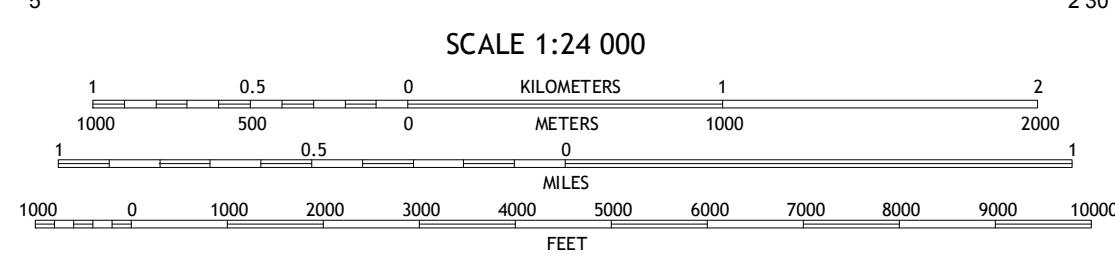 5 2 30
SCALE 1:24 000
1 0.5 0 KILOMETERS 1 2
1000 500 0 METERS 1000 2000
1 0.5 0 1
MILES
1000 0 1000 2000 3000 4000 5000 6000 7000 8000 9000 10000
FEET